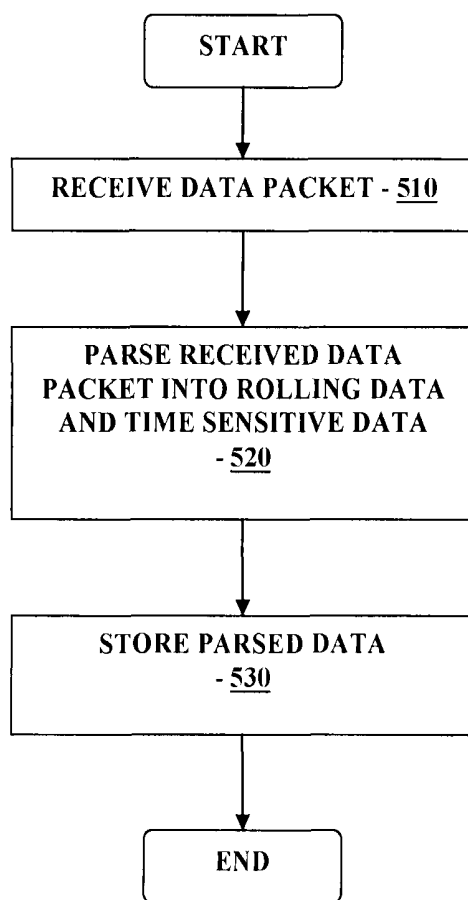 START
RECEIVE DATA PACKET - 510
PARSE RECEIVED DATA
PACKET INTO ROLLING DATA
AND TIME SENSITIVE DATA
- 520
STORE PARSED DATA
- 530
END